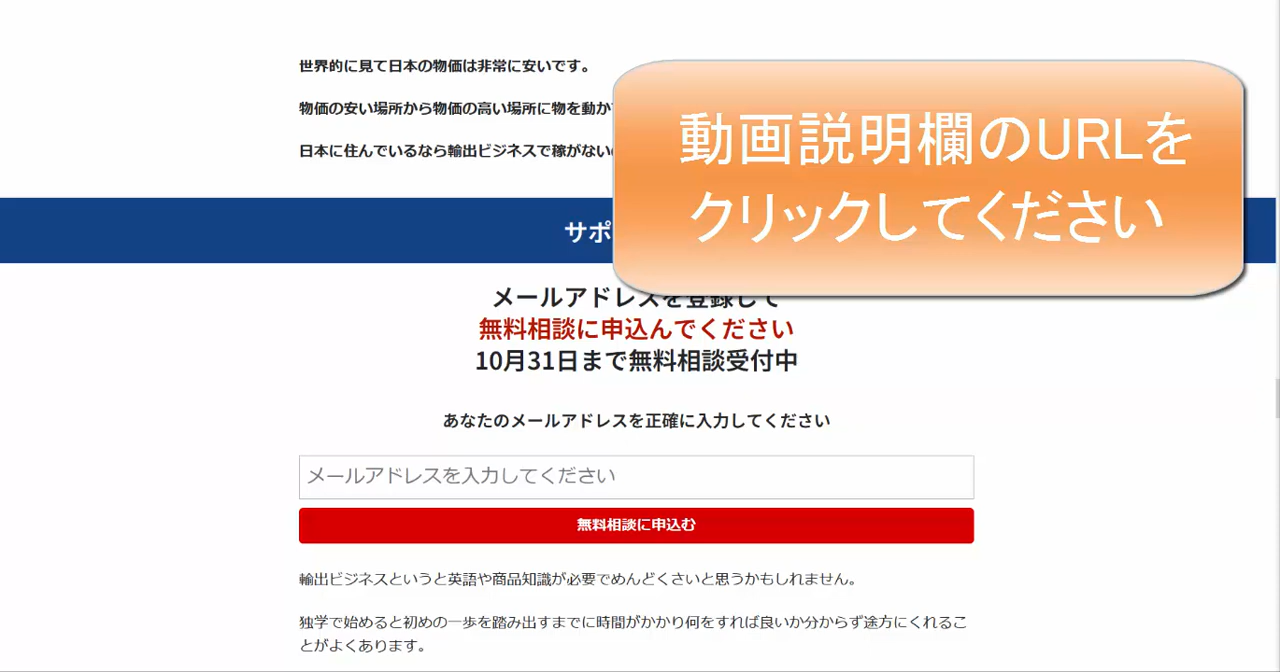 世界的に見て日本の物価は非常に安いです。
物価の安い場所から物価の高い場所に物を動か
日本に住んでいるなら輸出ビジネスで稼がない
動画説明欄のURLを
クリックしてください
サポ
メールアドレスを登録して
無料相談に申込んでください
10月31日まで無料相談受付中
あなたのメールアドレスを正確に入力してください
メールアドレスを入力してください
無料相談に申込む
輸出ビジネスというと英語や商品知識が必要でめんどくさいと思うかもしれません。
独学で始めると初めの一歩を踏み出すまでに時間がかかり何をすれば良いか分からず途方にくれるこ
とがよくあります。